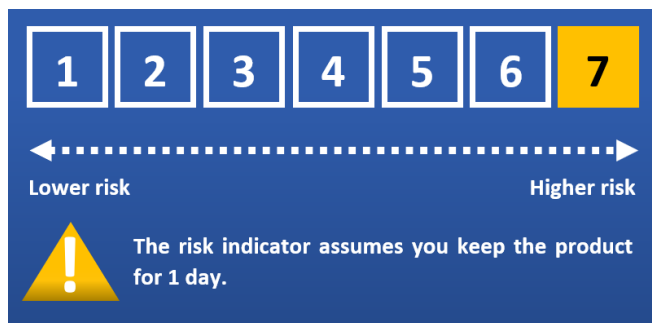 1 2 3 4 5 6 7
Lower risk Higher risk
! The risk indicator assumes you keep the product
for 1 day.